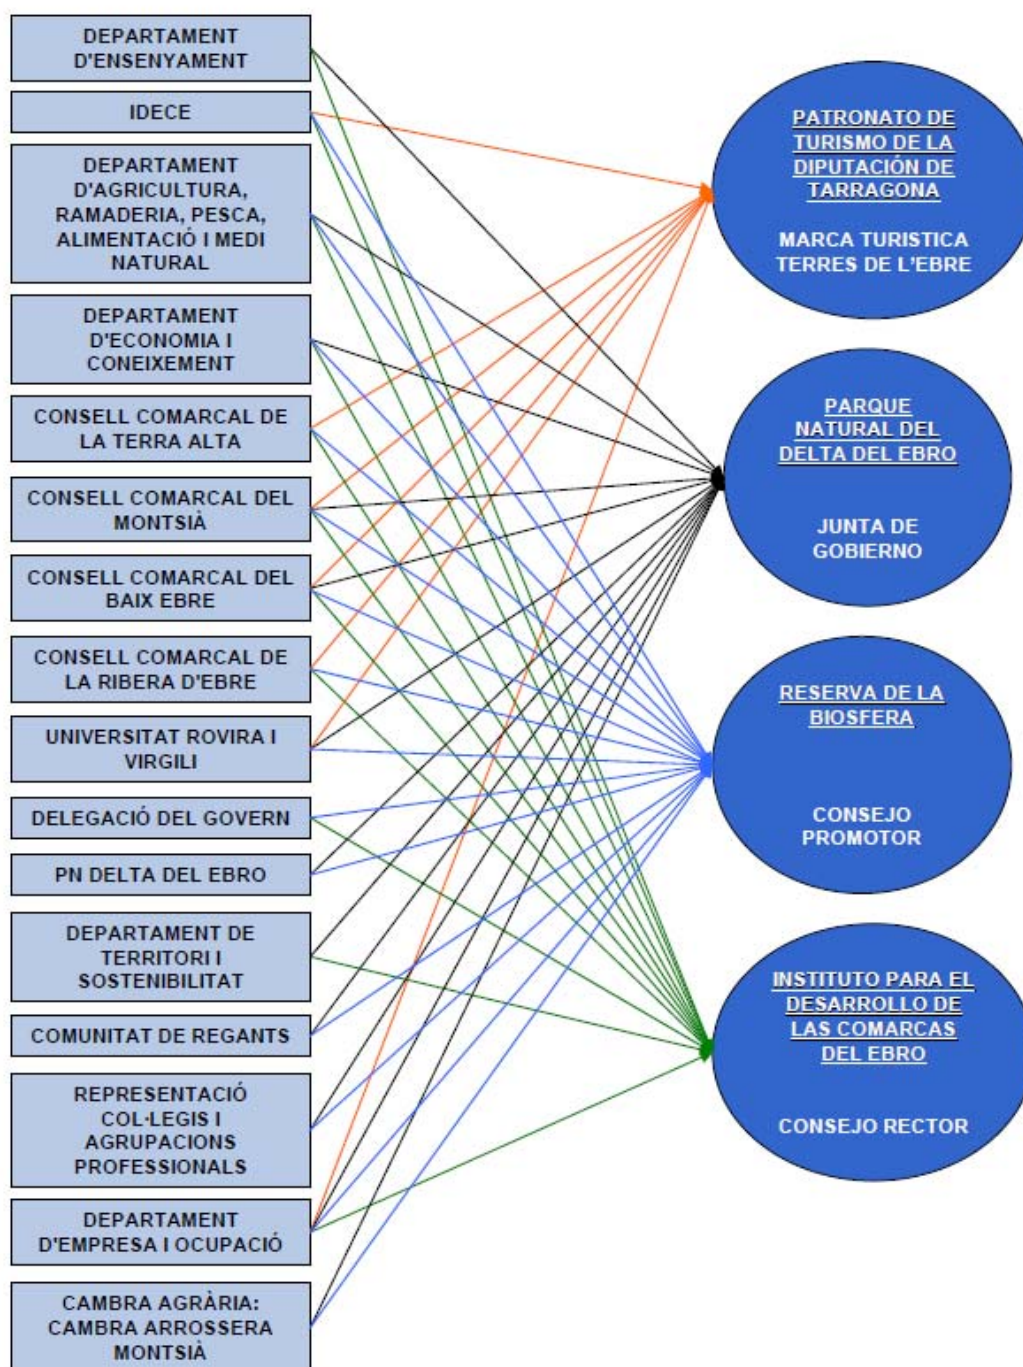 DEPARTAMENT
D'ENSENYAMENT
IDECE
DEPARTAMENT
D'AGRICULTURA,
RAMADERIA, PESCA,
ALIMENTACIÓ I MEDI
NATURAL
DEPARTAMENT
D'ECONOMIA I
CONEIXEMENT
CONSELL COMARCAL DE
LA TERRA ALTA
CONSELL COMARCAL DEL
MONTSIÀ
CONSELL COMARCAL DEL
BAIX EBRE
CONSELL COMARCAL DE
LA RIBERA D'EBRE
UNIVERSITAT ROVIRA I
VIRGILI
DELEGACIÓ DEL GOVERN
PN DELTA DEL EBRO
DEPARTAMENT DE
TERRITORI I
SOSTENIBILITAT
COMUNITAT DE REGANTS
REPRESENTACIÓ
COL·LEGIS I
AGRUPACIONS
PROFESSIONALS
DEPARTAMENT
D'EMPRESA I OCUPACIÓ
CAMBRA AGRÀRIA:
CAMBRA ARROSSERA
MONTSIÀ
PATRONATO DE
TURISMO DE LA
DIPUTACIÓN DE
TARRAGONA
MARCA TURISTICA
TERRES DE L'EBRE
PARQUE
NATURAL DEL
DELTA DEL EBRO
JUNTA DE
GOBIERNO
RESERVA DE LA
BIOSFERA
CONSEJO
PROMOTOR
INSTITUTO PARA EL
DESARROLLO DE
LAS COMARCAS
DEL EBRO
CONSEJO RECTOR